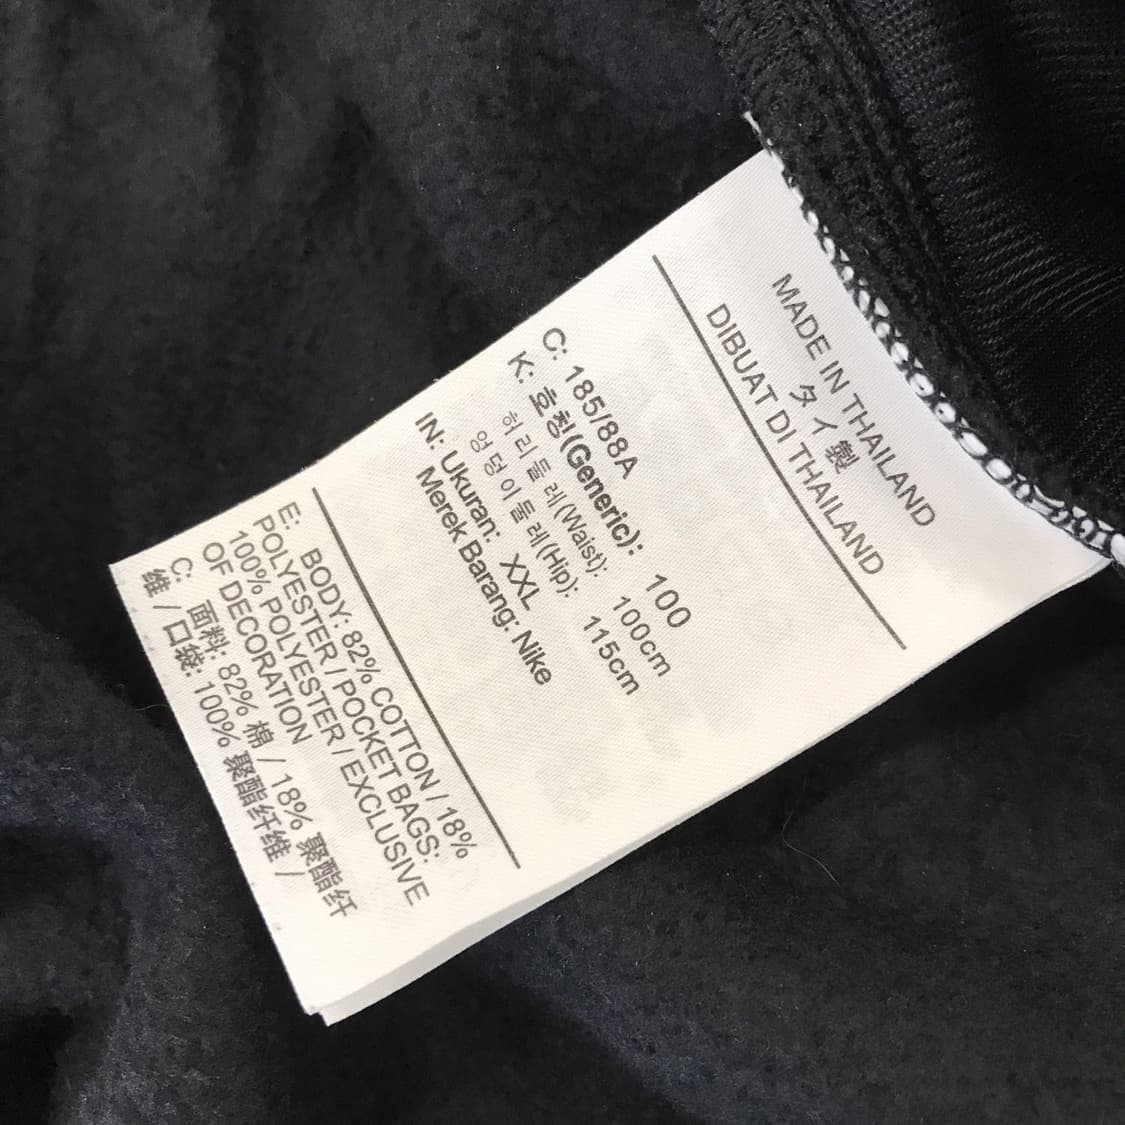 MADE IN THAILAND
タイ製
DIBUAT DI THAILAND
C: 185/88A
K: 호칭(Generic): 100
허리둘레(Waist): 100cm
엉덩이둘레(Hip): 115cm
IN: Ukuran: XXL
Merek Barang: Nike
E: BODY: 82% COTTON / 18%
POLYESTER / POCKET BAGS:
100% POLYESTER / EXCLUSIVE
OF DECORATION
C: 面料: 82% 棉 / 18% 聚酯纤
维 / 口袋: 100% 聚酯纤维 /